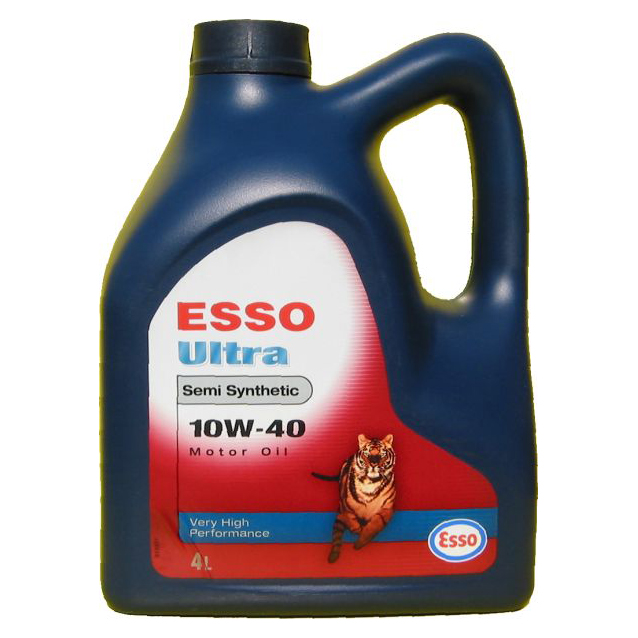 ESSO
Ultra
Semi Synthetic
10W-40
Motor Oil
Very High
Performance
4L
Esso